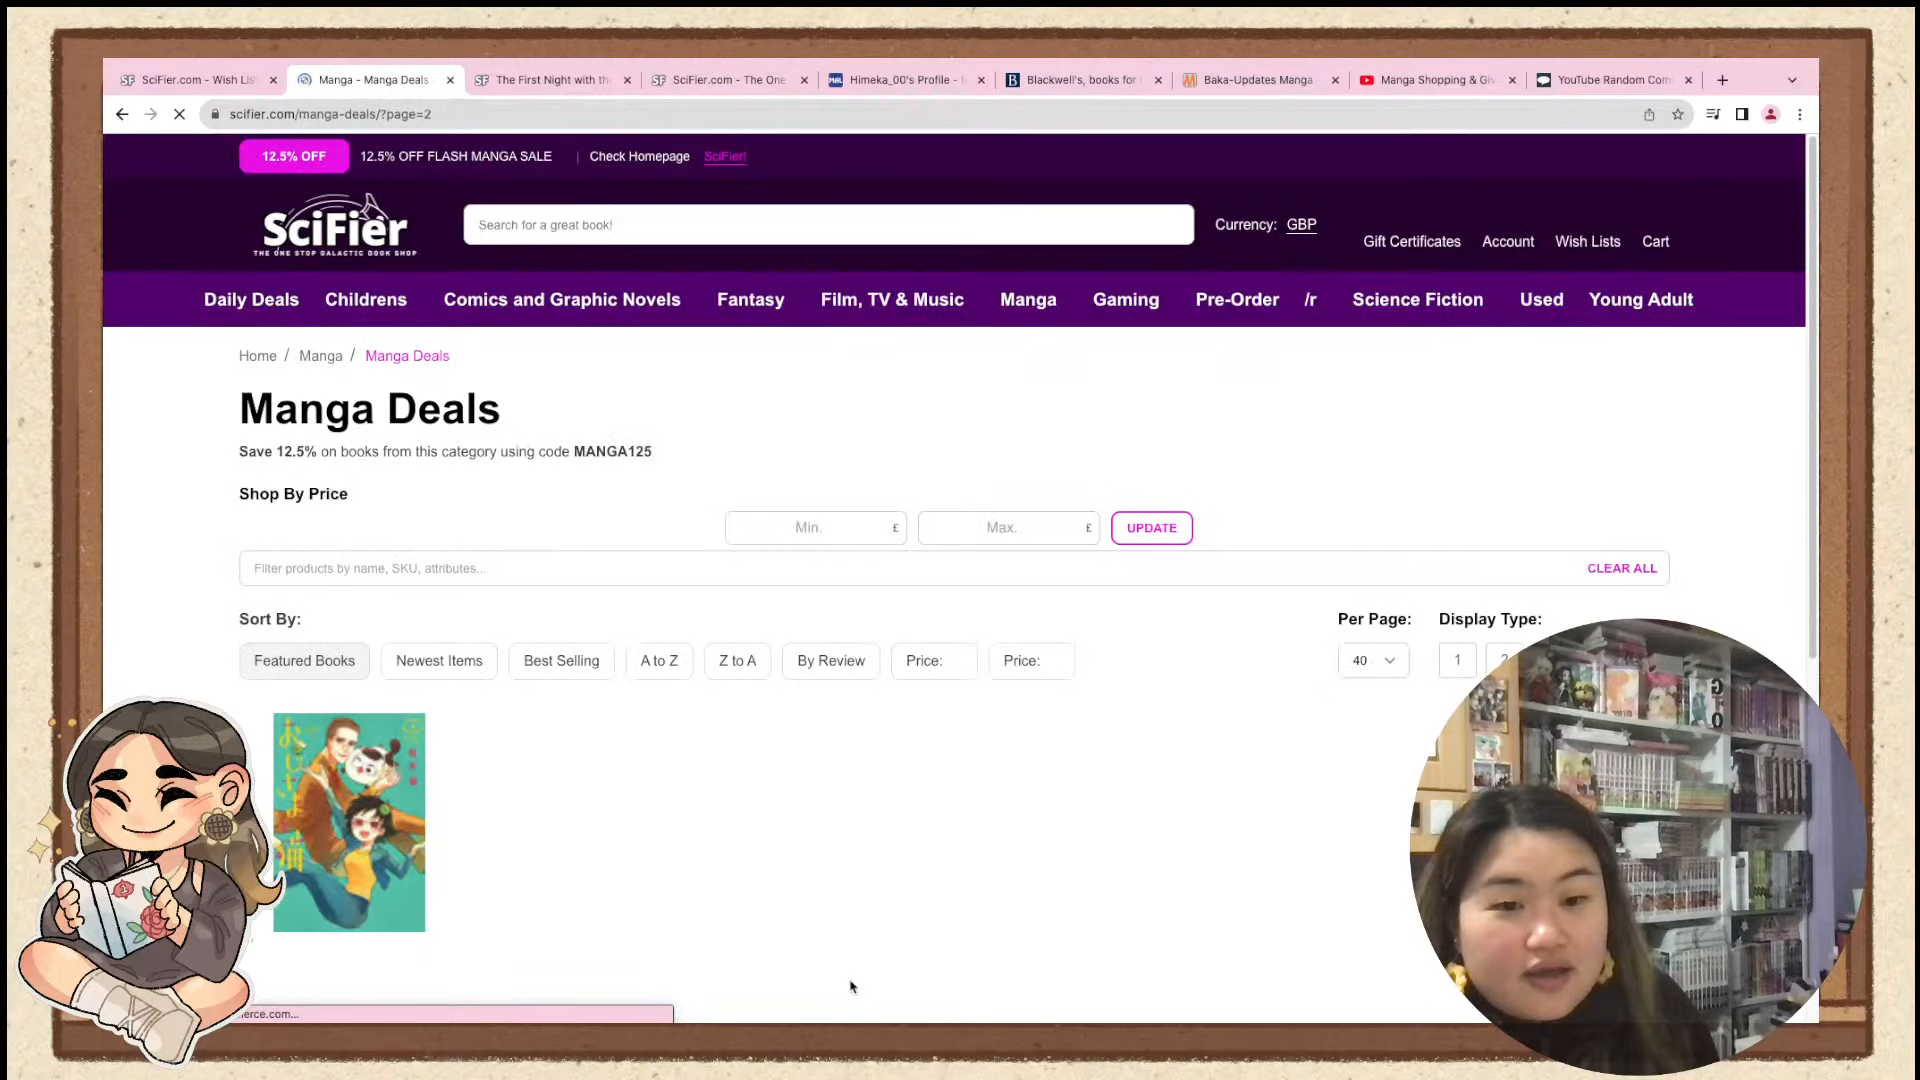 SciFier.com - Wish Lis
Manga - Manga Deals
The First Night with th
SciFier.com - The One
Himeka_00's Profile -
Blackwell's, books for
Baka-Updates Manga
Manga Shopping & Gi
YouTube Random Com
scifier.com/manga-deals/?page=2
12.5% OFF
12.5% OFF FLASH MANGA SALE | Check Homepage SciFier!
SciFier
THE ONE STOP GALACTIC BOOK SHOP
Search for a great book!
Currency: GBP
Gift Certificates Account Wish Lists Cart
Daily Deals Childrens Comics and Graphic Novels Fantasy Film, TV & Music Manga Gaming Pre-Order /r Science Fiction Used Young Adult
Home / Manga / Manga Deals
Manga Deals
Save 12.5% on books from this category using code MANGA125
Shop By Price
Min. £ Max. £ UPDATE
Filter products by name, SKU, attributes... CLEAR ALL
Sort By: Per Page: Display Type:
Featured Books Newest Items Best Selling A to Z Z to A By Review Price: Price: 40 1 2
おじさまと猫
erce.com...